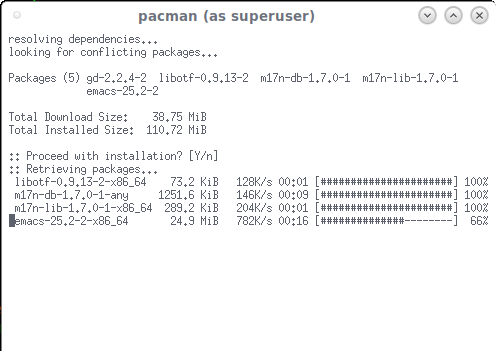 pacman (as superuser)
resolving dependencies...
looking for conflicting packages...
Packages (5) gd-2.2.4-2 libotf-0.9.13-2 m17n-db-1.7.0-1 m17n-lib-1.7.0-1
emacs-25.2-2
Total Download Size: 38.75 MiB
Total Installed Size: 110.72 MiB
:: Proceed with installation? [Y/n]
:: Retrieving packages...
libotf-0.9.13-2-x86_64 73.2 KiB 128K/s 00:01 [######################] 100%
m17n-db-1.7.0-1-any 1251.6 KiB 146K/s 00:09 [######################] 100%
m17n-lib-1.7.0-1-x86_64 289.2 KiB 204K/s 00:01 [######################] 100%
emacs-25.2-2-x86_64 24.9 MiB 782K/s 00:16 [##############--------] 66%